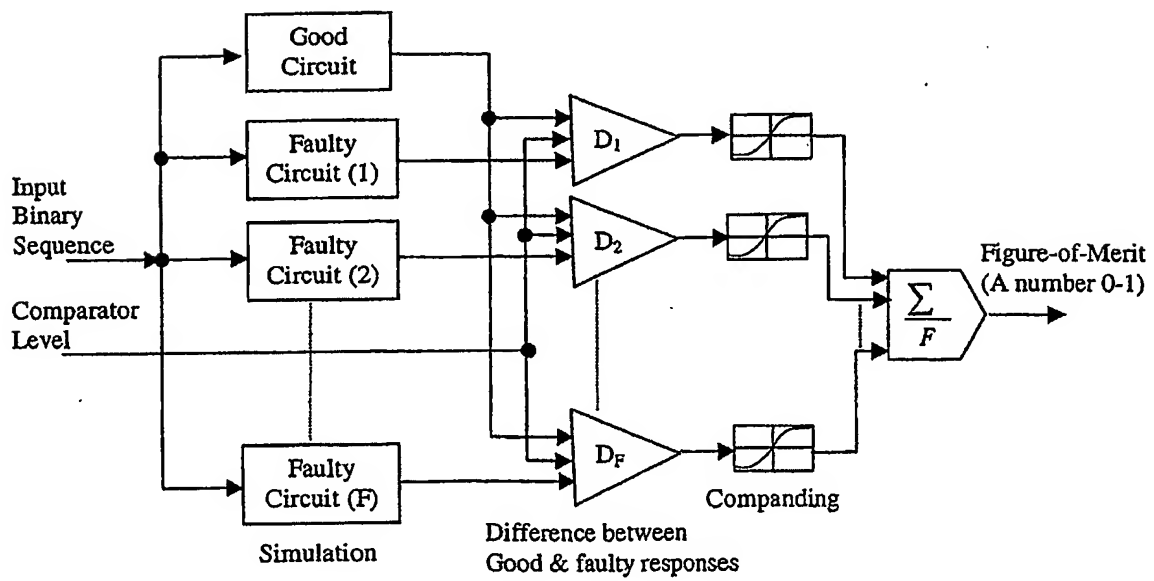 Good
Circuit
Faulty
Circuit (1)
Input
Binary
Sequence
Faulty
Circuit (2)
Comparator
Level
Faulty
Circuit (F)
Simulation
D1
D2
DF
Difference between
Good & faulty responses
Companding
∑
F
Figure-of-Merit
(A number 0-1)